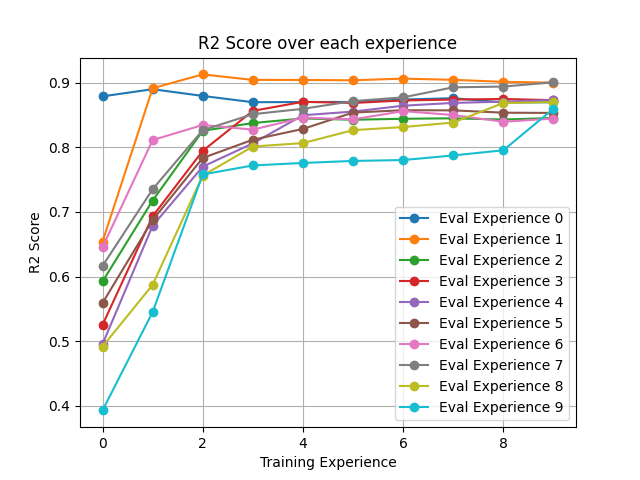 R2 Score over each experience
0.9
0.8
0.7
0.6
0.5
0.4
R2 Score
0
2
4
6
8
Training Experience
Eval Experience 0
Eval Experience 1
Eval Experience 2
Eval Experience 3
Eval Experience 4
Eval Experience 5
Eval Experience 6
Eval Experience 7
Eval Experience 8
Eval Experience 9